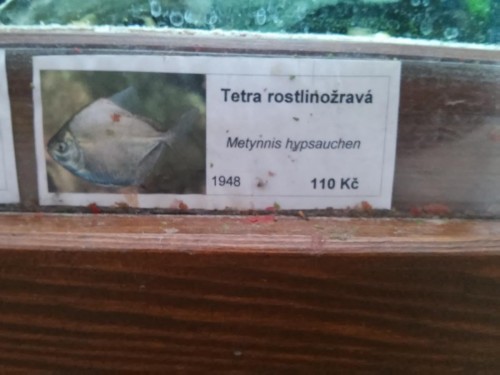 Tetra rostlinožravá
Metynnis hypsauchen
1948 110 Kč